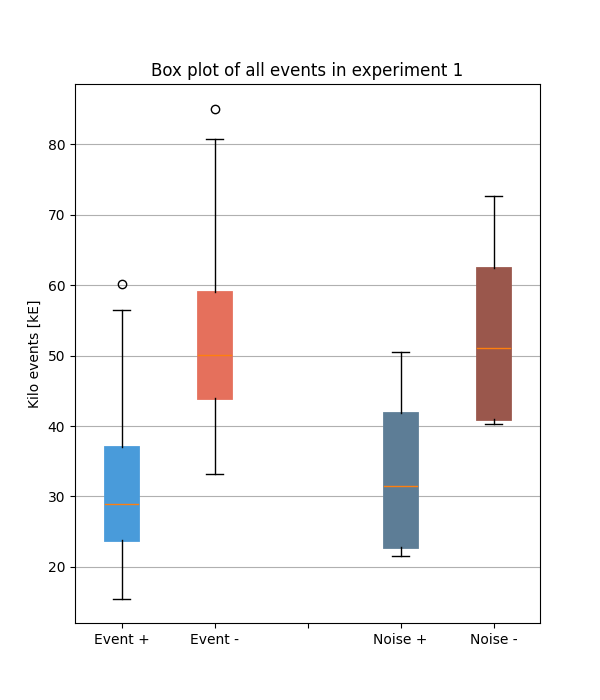 Box plot of all events in experiment 1
Kilo events [kE]
80
70
60
50
40
30
20
Event + Event - Noise + Noise -